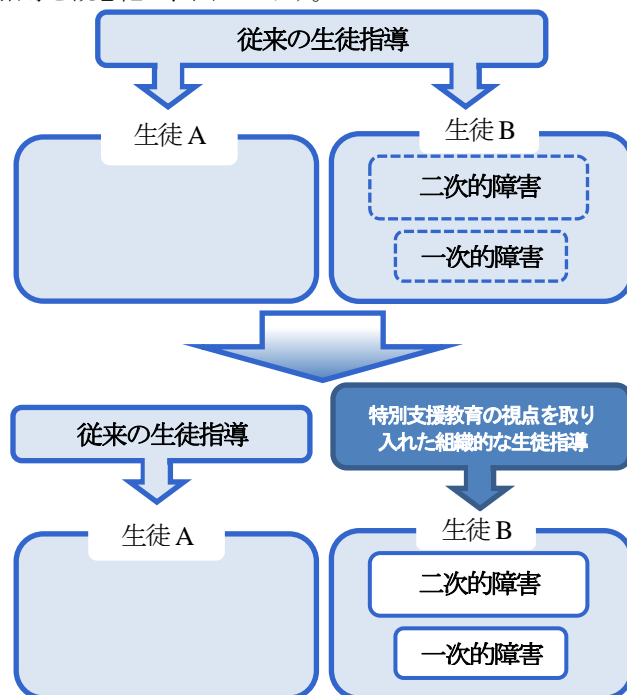 従来の生徒指導
生徒A
生徒B
二次的障害
一次的障害
従来の生徒指導
特別支援教育の視点を取り
入れた組織的な生徒指導
生徒A
生徒B
二次的障害
一次的障害